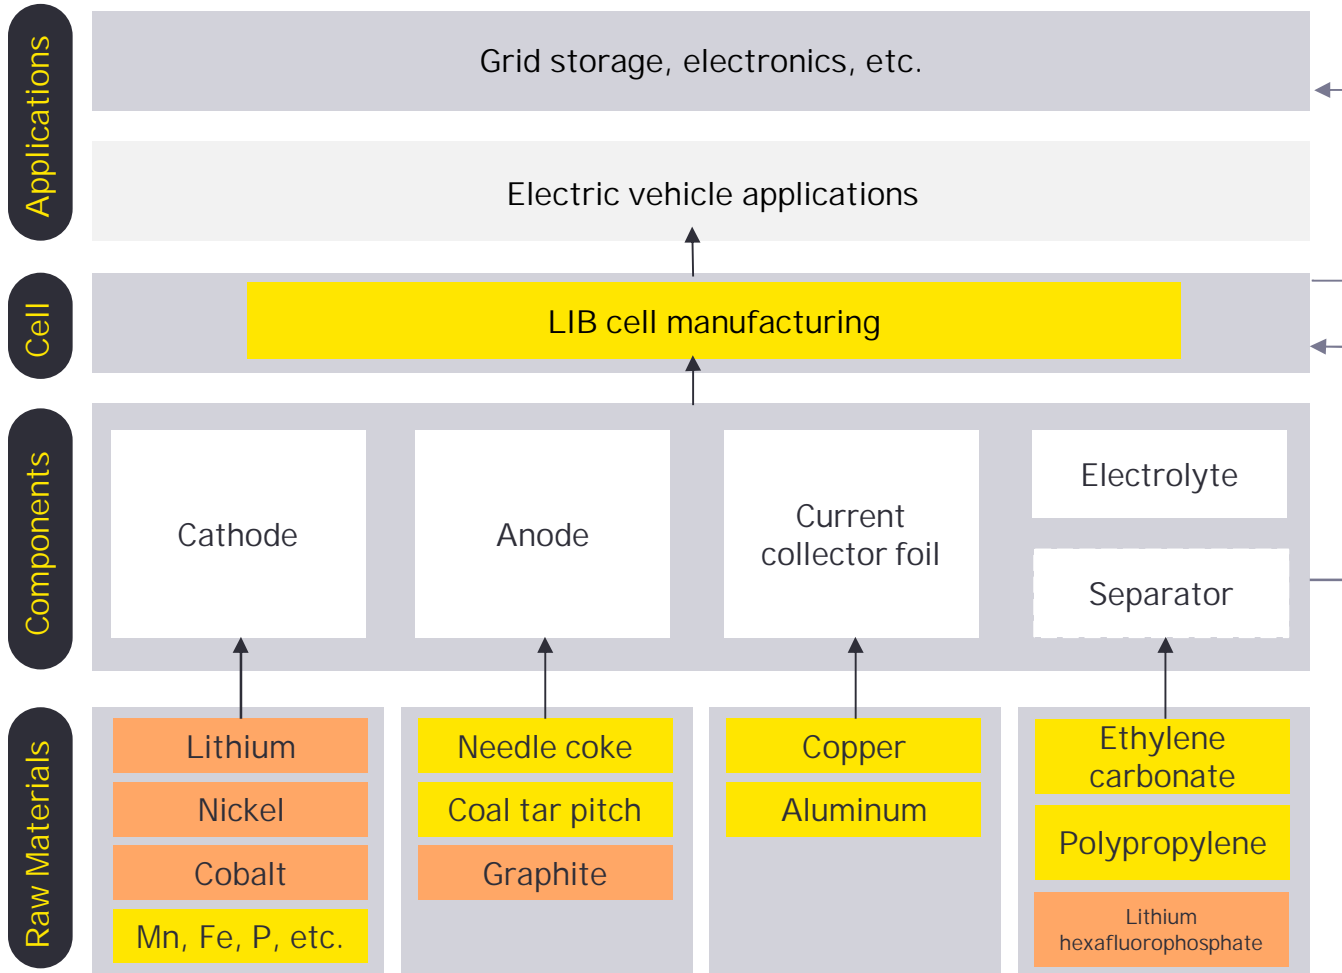 Applications
Grid storage, electronics, etc.
Electric vehicle applications
Cell
LIB cell manufacturing
Components
Cathode
Anode
Current
collector foil
Electrolyte
Separator
Raw Materials
Lithium
Nickel
Cobalt
Mn, Fe, P, etc.
Needle coke
Coal tar pitch
Graphite
Copper
Aluminum
Ethylene
carbonate
Polypropylene
Lithium
hexafluorophosphate